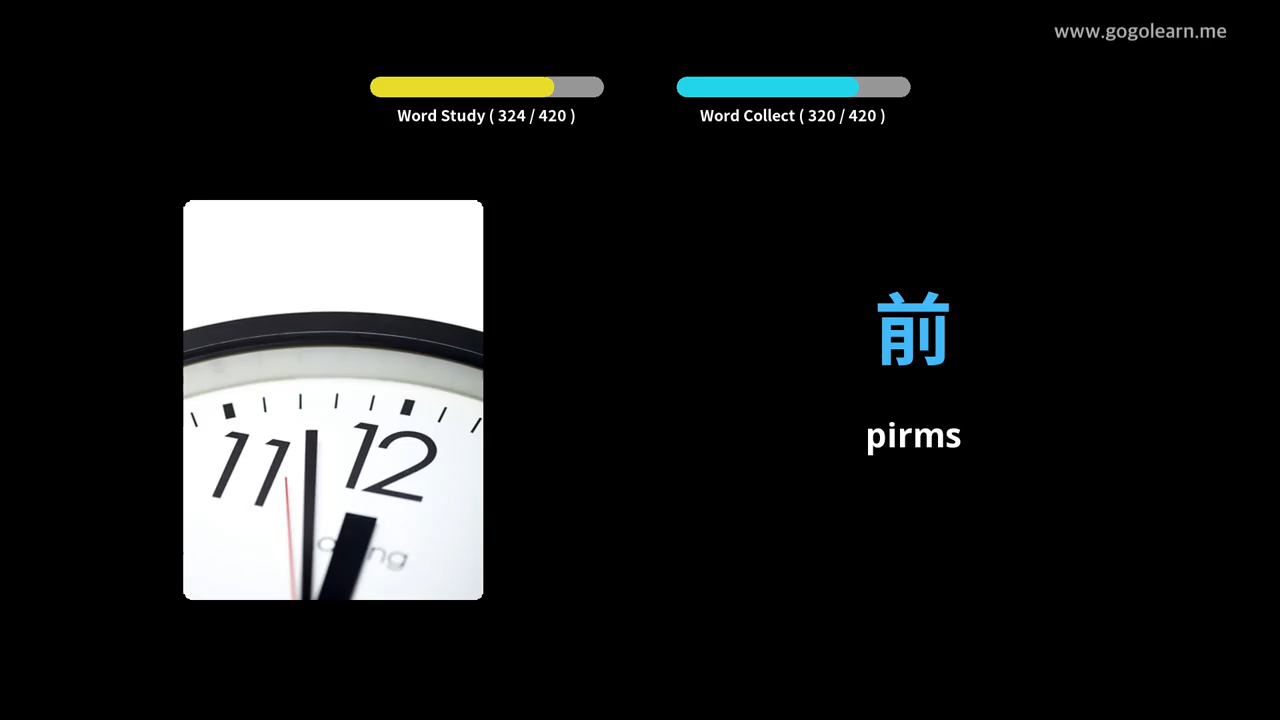 www.gogolearn.me
Word Study ( 324 / 420 )
Word Collect ( 320 / 420 )
前
pirms
11 12